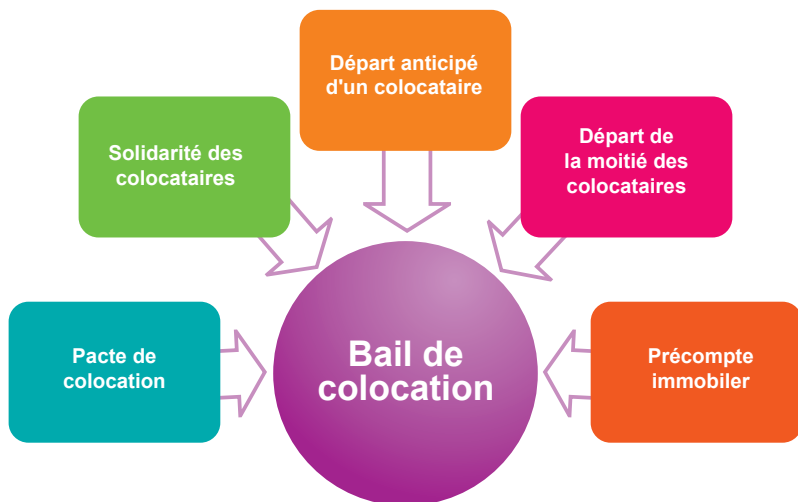 Départ anticipé
d'un colocataire
Solidarité des
colocataires
Départ de
la moitié des
colocataires
Pacte de
colocation
Bail de
colocation
Précompte
immobiler